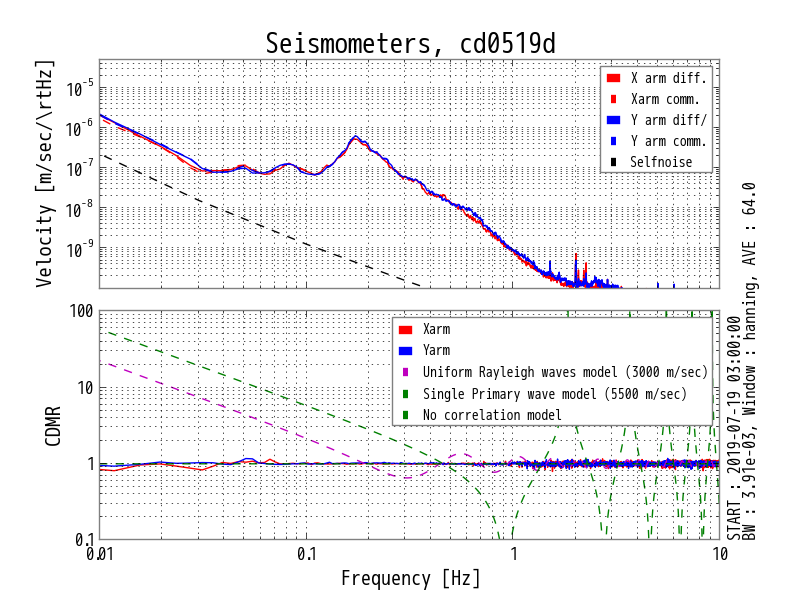 Seismometers, cd0519d
Velocity [m/sec/\rtHz]
10-5
10-6
10-7
10-8
10-9
X arm diff.
Xarm comm.
Y arm diff/
Y arm comm.
Selfnoise
CDMR
100
10
1
0.1
Xarm
Yarm
Uniform Rayleigh waves model (3000 m/sec)
Single Primary wave model (5500 m/sec)
No correlation model
0.01
0.1
1
10
Frequency [Hz]
START : 2019-07-19 03:00:00
BW : 3.91e-03, Window : hanning, AVE : 64.0